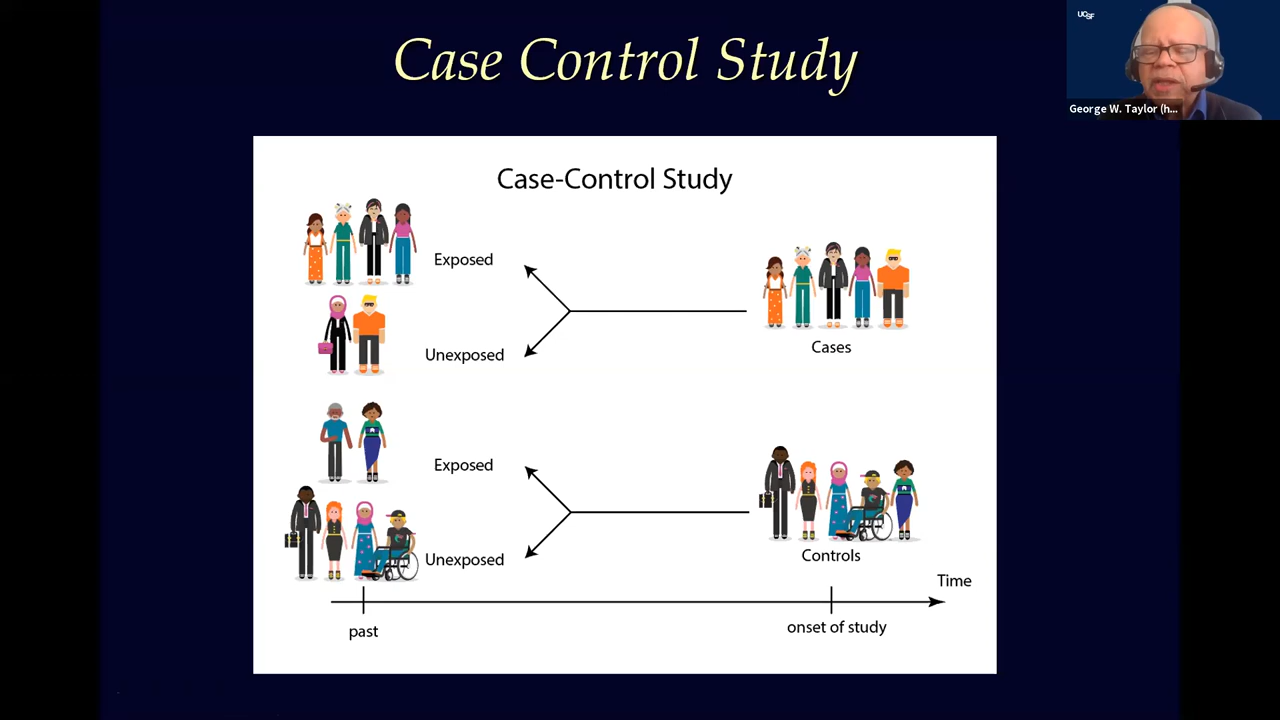 Case Control Study
UCSF
George W. Taylor (h...
Case-Control Study
Exposed
Unexposed
Cases
Exposed
Unexposed
Controls
Time
past
onset of study